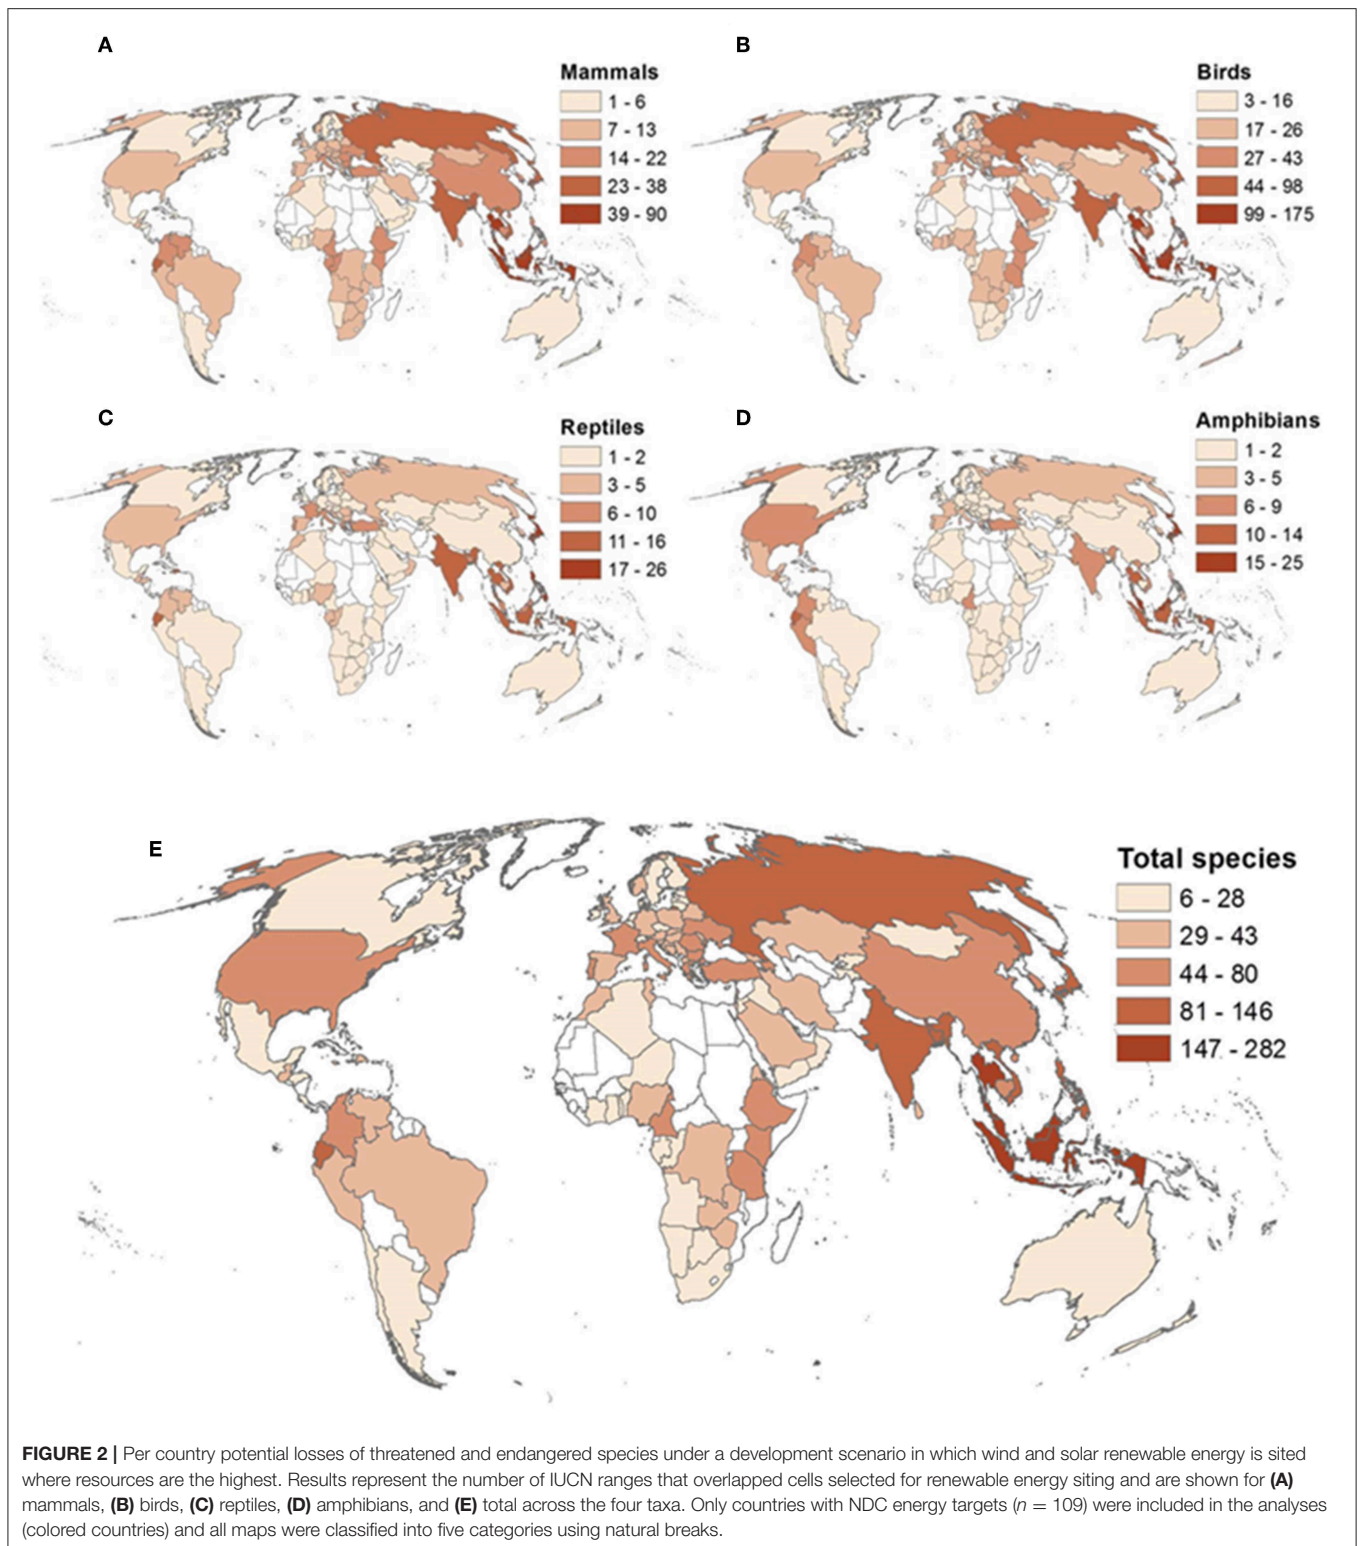 A
Mammals
1 - 6
7 - 13
14 - 22
23 - 38
39 - 90
B
Birds
3 - 16
17 - 26
27 - 43
44 - 98
99 - 175
C
Reptiles
1 - 2
3 - 5
6 - 10
11 - 16
17 - 26
D
Amphibians
1 - 2
3 - 5
6 - 9
10 - 14
15 - 25
E
Total species
6 - 28
29 - 43
44 - 80
81 - 146
147 - 282
FIGURE 2 | Per country potential losses of threatened and endangered species under a development scenario in which wind and solar renewable energy is sited
where resources are the highest. Results represent the number of IUCN ranges that overlapped cells selected for renewable energy siting and are shown for (A)
mammals, (B) birds, (C) reptiles, (D) amphibians, and (E) total across the four taxa. Only countries with NDC energy targets (n = 109) were included in the analyses
(colored countries) and all maps were classified into five categories using natural breaks.